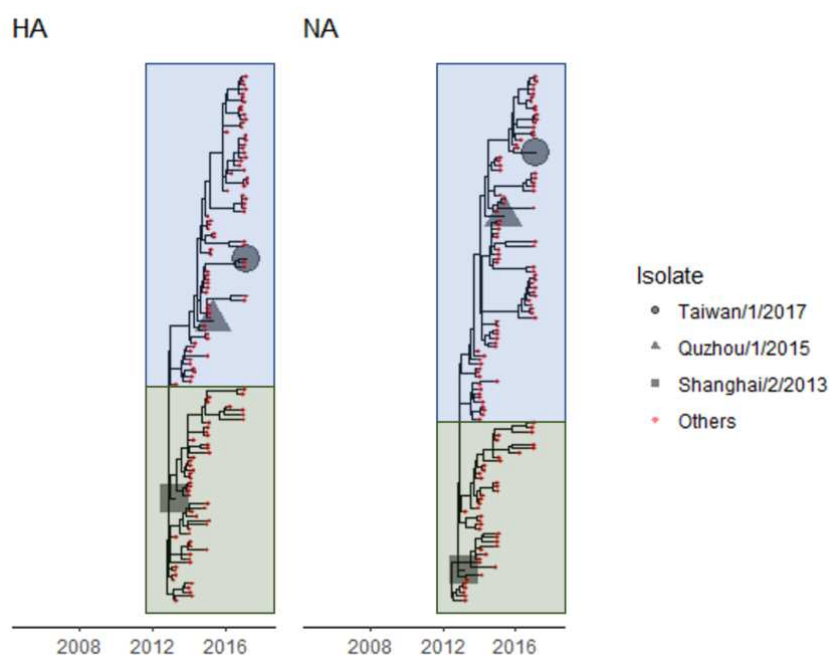 HA
NA
Isolate
Taiwan/1/2017
Quzhou/1/2015
Shanghai/2/2013
Others
2008 2012 2016
2008 2012 2016